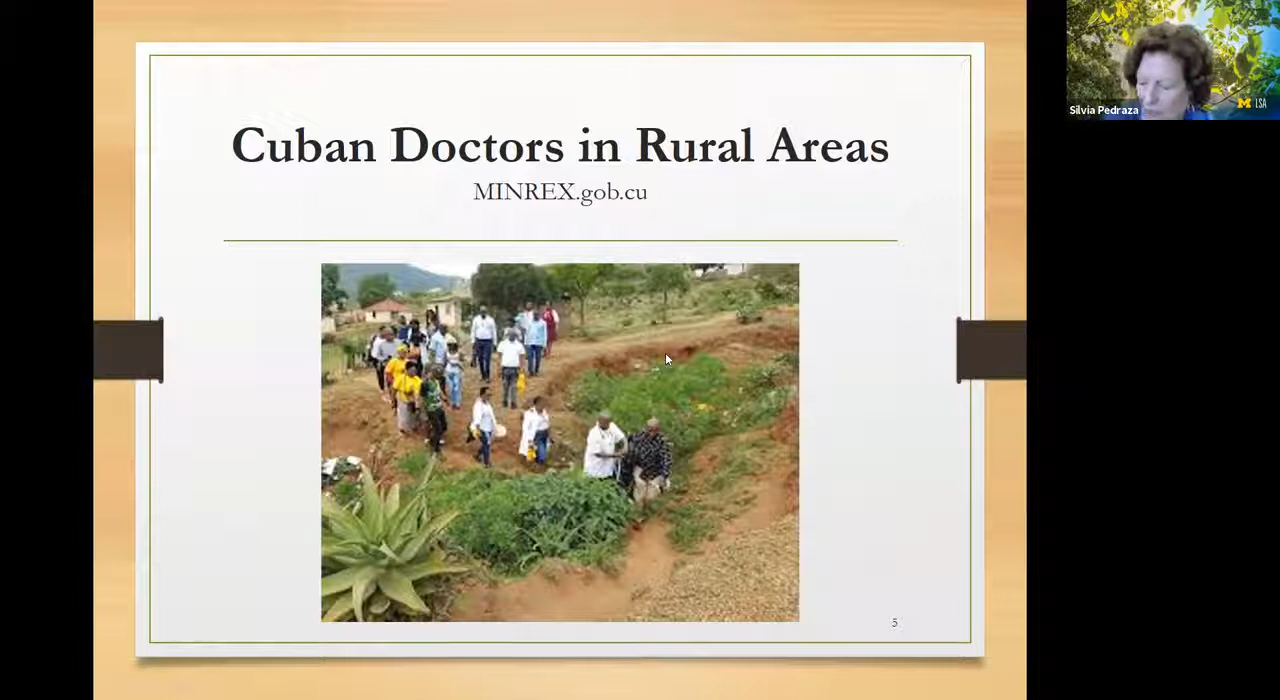 Cuban Doctors in Rural Areas
MINREX.gob.cu
5
Silvia Pedraza
M LSA